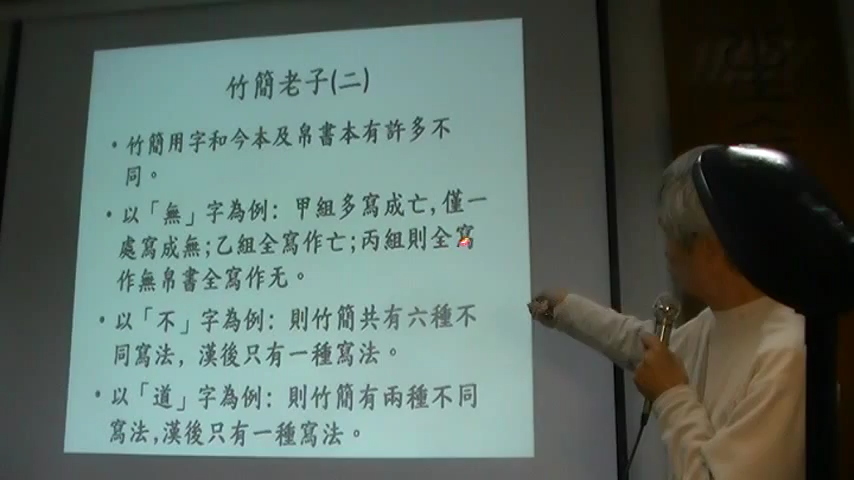 竹簡老子(二)
• 竹簡用字和今本及帛書本有許多不
同。
• 以「無」字為例: 甲組多寫成亡,僅一
處寫成無;乙組全寫作亡;丙組則全寫
作無帛書全寫作无。
• 以「不」字為例: 則竹簡共有六種不
同寫法, 漢後只有一種寫法。
• 以「道」字為例: 則竹簡有兩種不同
寫法,漢後只有一種寫法。